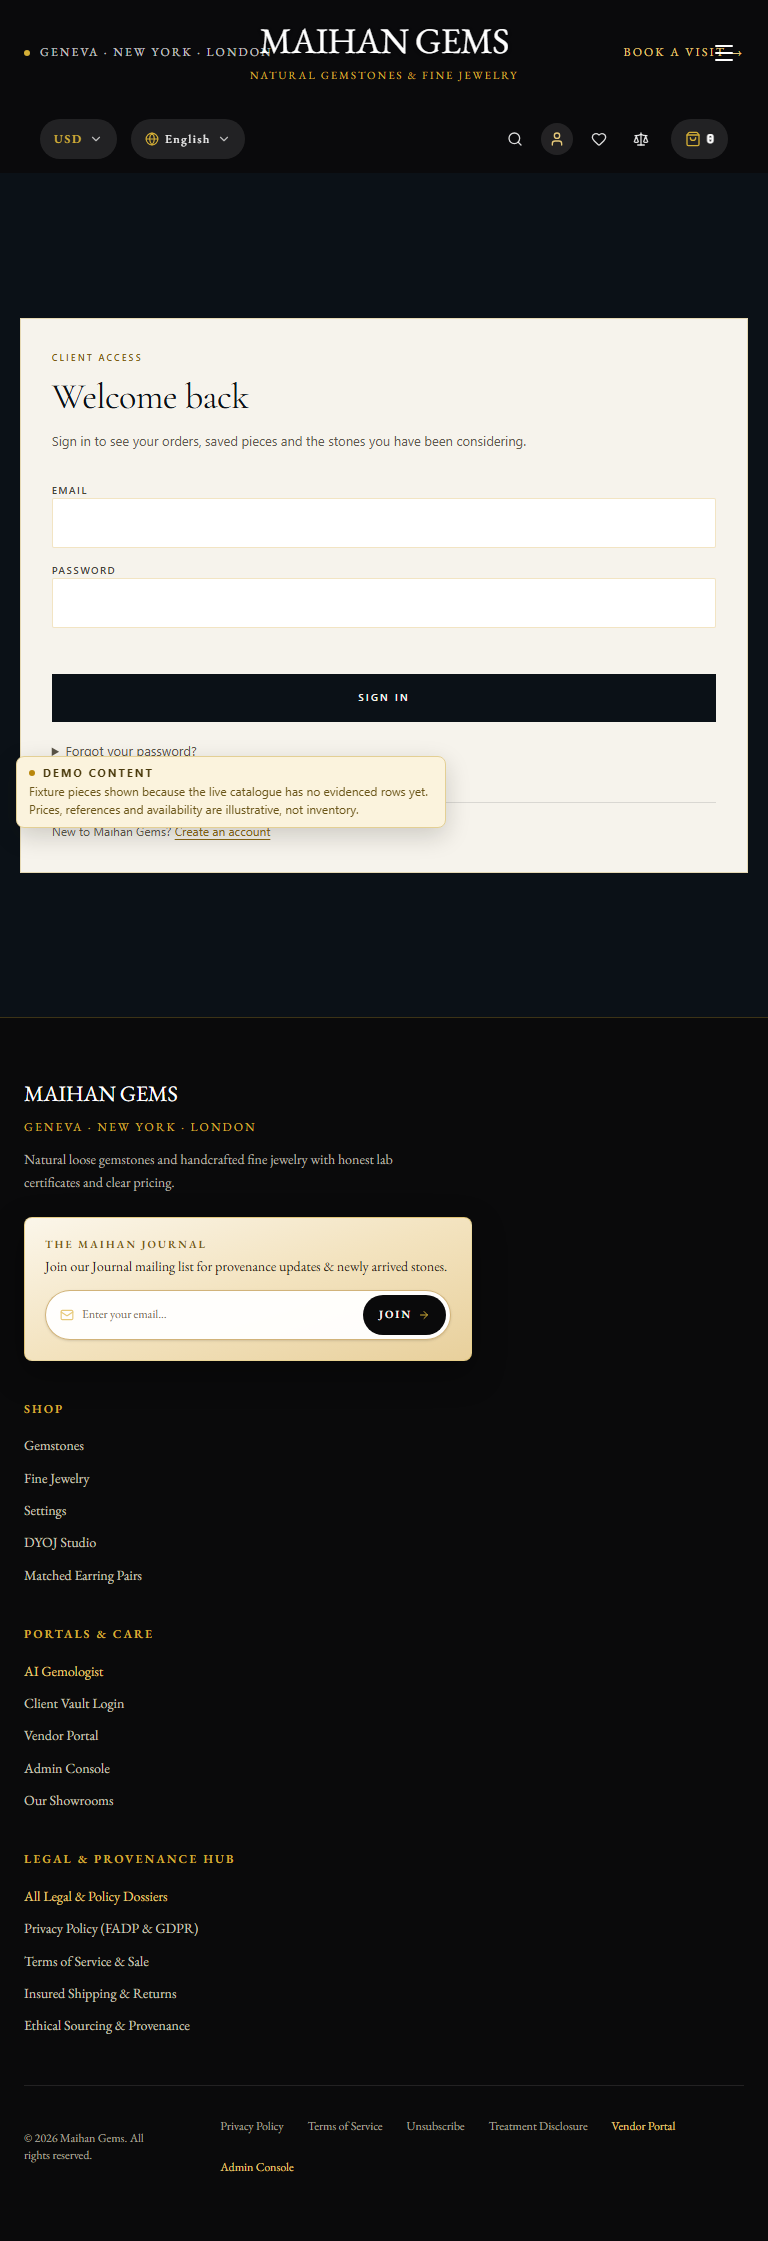 GENEVA · NEW YORK · LONDON
MAIHAN GEMS
NATURAL GEMSTONES & FINE JEWELRY
BOOK A VISIT →
USD
English
0
CLIENT ACCESS
Welcome back
Sign in to see your orders, saved pieces and the stones you have been considering.
EMAIL
PASSWORD
SIGN IN
Forgot your password?
DEMO CONTENT
Fixture pieces shown because the live catalogue has no evidenced rows yet.
Prices, references and availability are illustrative, not inventory.
New to Maihan Gems? Create an account
MAIHAN GEMS
GENEVA · NEW YORK · LONDON
Natural loose gemstones and handcrafted fine jewelry with honest lab
certificates and clear pricing.
THE MAIHAN JOURNAL
Join our Journal mailing list for provenance updates & newly arrived stones.
Enter your email...
JOIN →
SHOP
Gemstones
Fine Jewelry
Settings
DYOJ Studio
Matched Earring Pairs
PORTALS & CARE
AI Gemologist
Client Vault Login
Vendor Portal
Admin Console
Our Showrooms
LEGAL & PROVENANCE HUB
All Legal & Policy Dossiers
Privacy Policy (FADP & GDPR)
Terms of Service & Sale
Insured Shipping & Returns
Ethical Sourcing & Provenance
© 2026 Maihan Gems. All
rights reserved.
Privacy Policy
Terms of Service
Unsubscribe
Treatment Disclosure
Vendor Portal
Admin Console